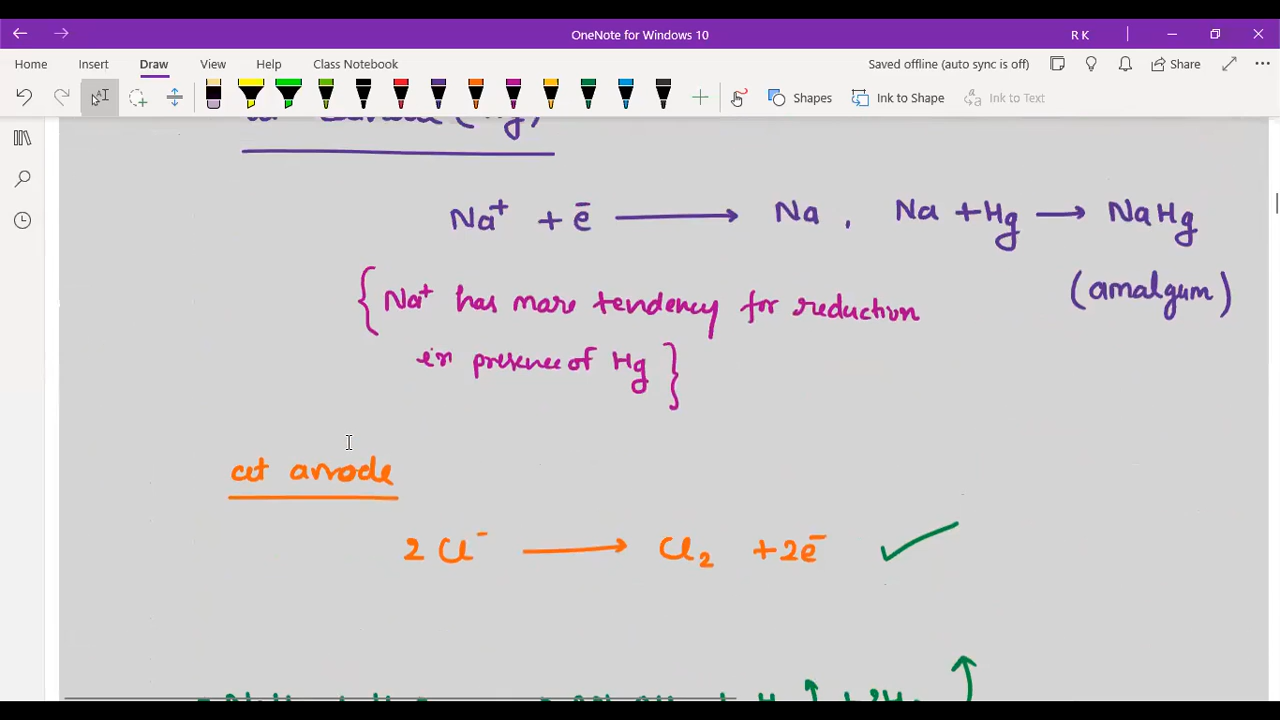 OneNote for Windows 10
R K
Home Insert Draw View Help Class Notebook
Saved offline (auto sync is off)
Share
Shapes Ink to Shape Ink to Text
Na⁺ + e⁻ ⟶ Na , Na + Hg ⟶ NaHg
{ Na⁺ has more tendency for reduction
(amalgum)
in presence of Hg }
at anode
2Cl⁻ ⟶ Cl₂ + 2e⁻ ✓